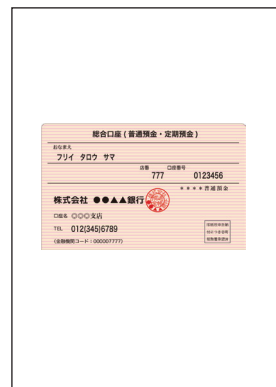 総合口座 ( 普通預金・定期預金 )
おなまえ
フリイ タロウ サマ
店番 口座番号
777 0123456
＊＊＊＊普通預金
株式会社 ●●▲▲銀行
口座名 ◎◎◎支店
TEL 012(345)6789
(金融機関コード : 000007777)